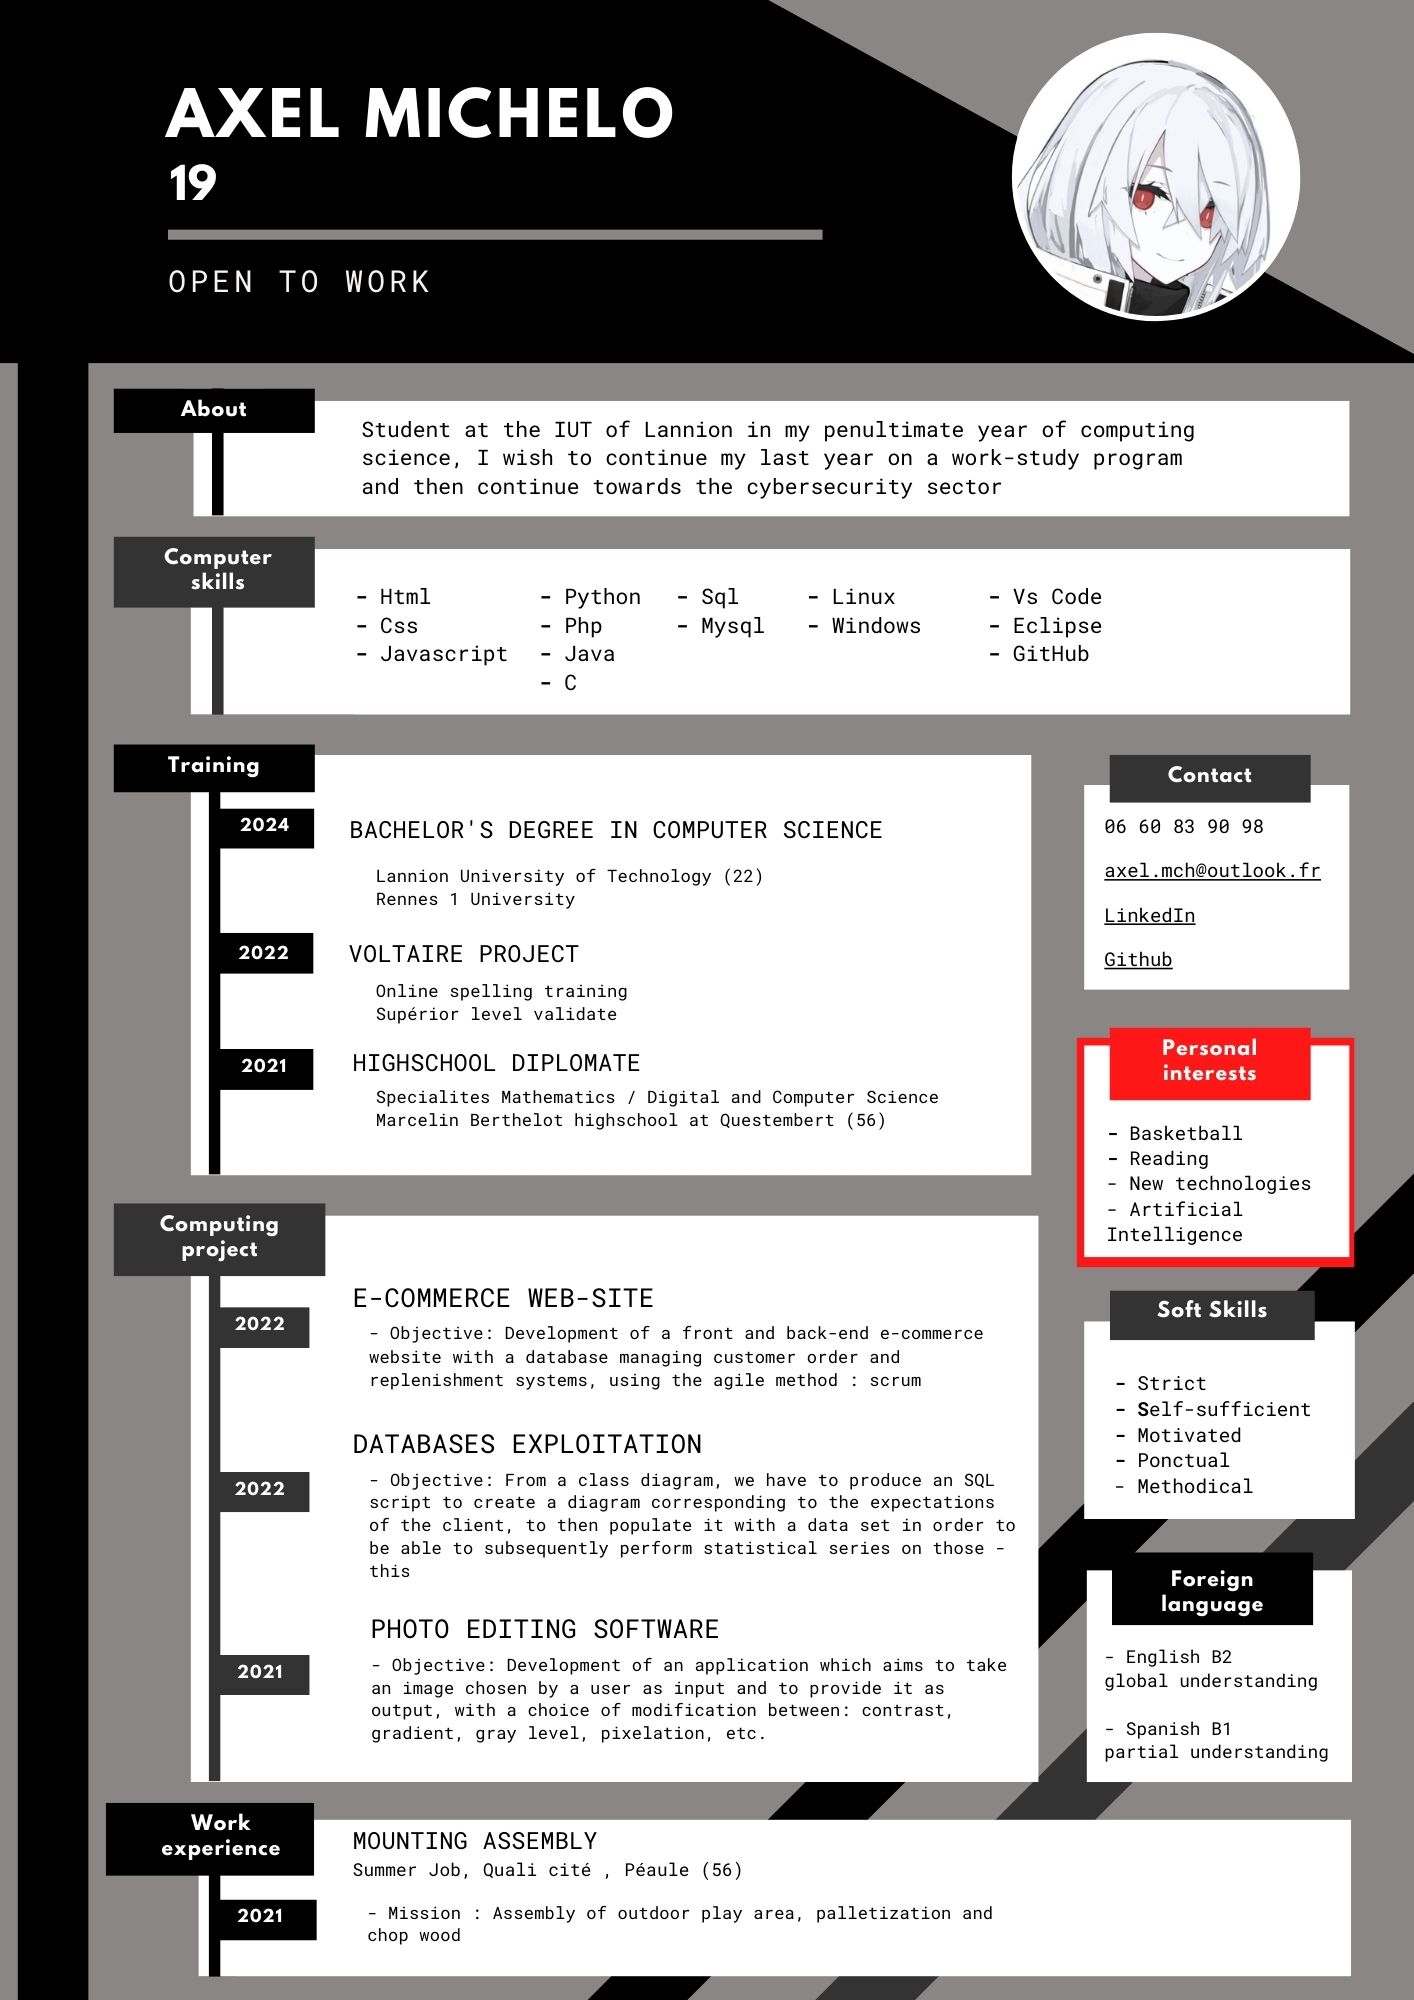 AXEL MICHELO
19
OPEN TO WORK
About
Student at the IUT of Lannion in my penultimate year of computing
science, I wish to continue my last year on a work-study program
and then continue towards the cybersecurity sector
Computer
skills
- Html
- Css
- Javascript
- Python
- Php
- Java
- C
- Sql
- Mysql
- Linux
- Windows
- Vs Code
- Eclipse
- GitHub
Training
2024
BACHELOR'S DEGREE IN COMPUTER SCIENCE
Lannion University of Technology (22)
Rennes 1 University
2022
VOLTAIRE PROJECT
Online spelling training
Supérior level validate
2021
HIGHSCHOOL DIPLOMATE
Specialites Mathematics / Digital and Computer Science
Marcelin Berthelot highschool at Questembert (56)
Contact
06 60 83 90 98
axel.mch@outlook.fr
LinkedIn
Github
Personal
interests
- Basketball
- Reading
- New technologies
- Artificial
Intelligence
Computing
project
2022
E-COMMERCE WEB-SITE
- Objective: Development of a front and back-end e-commerce
website with a database managing customer order and
replenishment systems, using the agile method : scrum
2022
DATABASES EXPLOITATION
- Objective: From a class diagram, we have to produce an SQL
script to create a diagram corresponding to the expectations
of the client, to then populate it with a data set in order to
be able to subsequently perform statistical series on those -
this
2021
PHOTO EDITING SOFTWARE
- Objective: Development of an application which aims to take
an image chosen by a user as input and to provide it as
output, with a choice of modification between: contrast,
gradient, gray level, pixelation, etc.
Soft Skills
- Strict
- Self-sufficient
- Motivated
- Ponctual
- Methodical
Foreign
language
- English B2
global understanding
- Spanish B1
partial understanding
Work
experience
2021
MOUNTING ASSEMBLY
Summer Job, Quali cité , Péaule (56)
- Mission : Assembly of outdoor play area, palletization and
chop wood